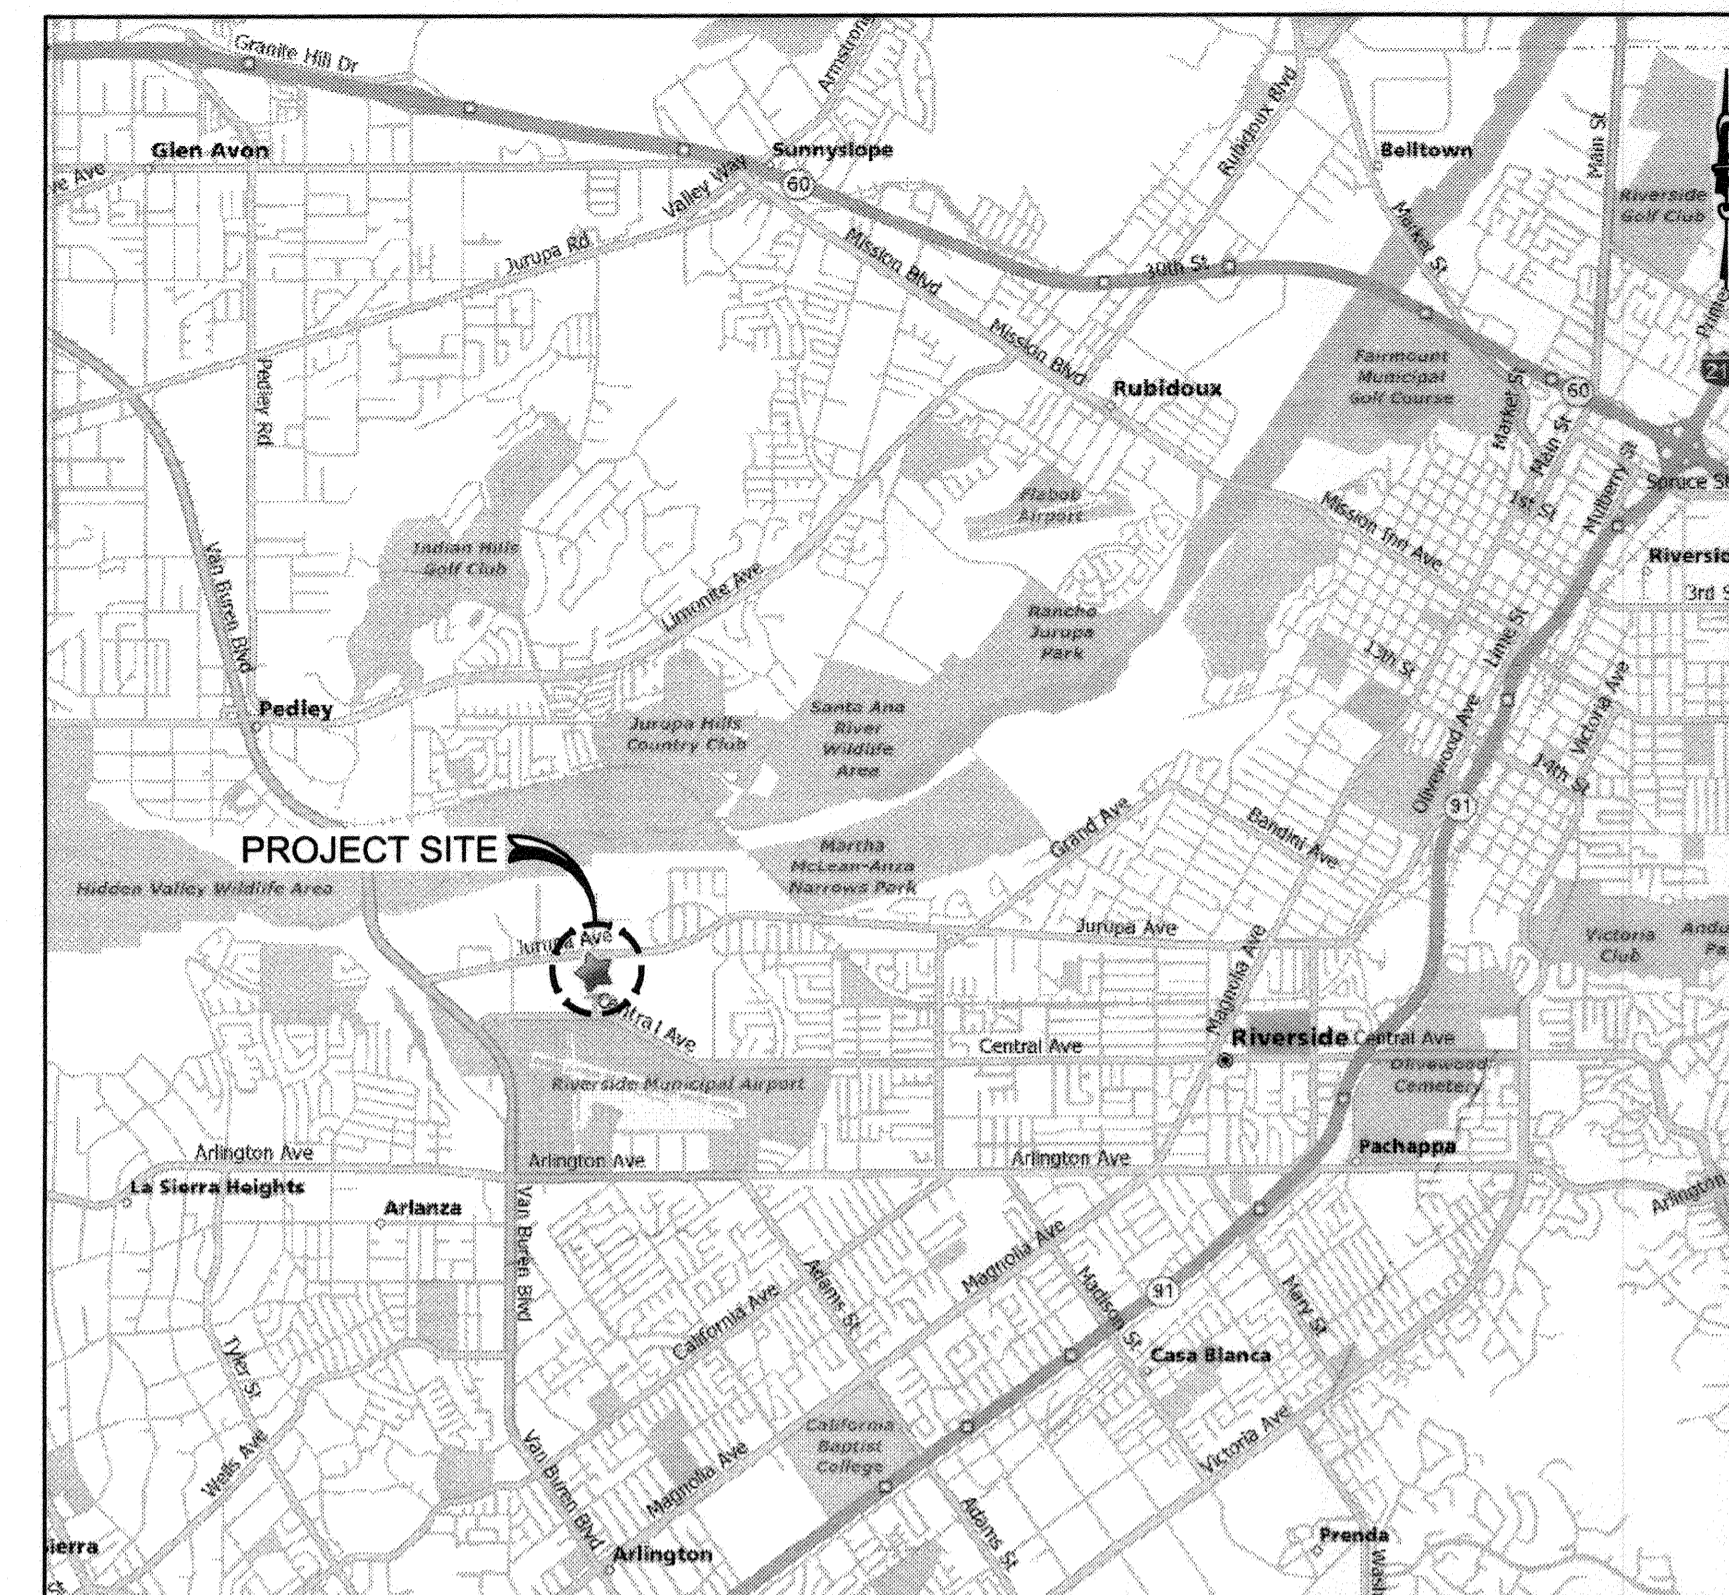 Granite Hill Dr
Armstrong
Glen Avon
Sunnyslope
Rubidoux Blvd
Belltown
Main St
ve Ave
Valley Way
60
Riverside
Golf Club
Market St
Jurupa Rd
Mission Blvd
30th St
Mission Blvd
Fairmount
Municipal
Golf Course
21
Pedley Rd
Rubidoux
60
Market St
Main St
Mulberry St
Spruce St
Flabob
Airport
1st St
Mission Inn Ave
Indian Hills
Golf Club
Van Buren Blvd
Limonite Ave
Riversid
3rd S
Rancho
Jurupa
Park
Lime St
13th St
Victoria Ave
Pedley
Jurupa Hills
Country Club
Santa Ana
River
Wildlife
Area
Olivewood Ave
14th St
91
PROJECT SITE
Grand Ave
Bandini Ave
Martha
McLean-Anza
Narrows Park
Hidden Valley Wildlife Area
Jurupa Ave
Jurupa Ave
Magnolia Ave
Victoria
Club
Andu
Pa
Central Ave
Central Ave
Riverside
Central Ave
Olivewood
Cemetery
Riverside Municipal Airport
Arlington Ave
Arlington Ave
Arlington Ave
Pachappa
La Sierra Heights
Arlanza
Arlington
Van Buren Blvd
Magnolia Ave
Adams St
California Ave
Madison St
91
Mary St
Casa Blanca
Tyler St
California
Baptist
College
Victoria Ave
Wells Ave
Van Buren Blvd
Magnolia Ave
Adams St
Prenda
ierra
Arlington
Wash
St